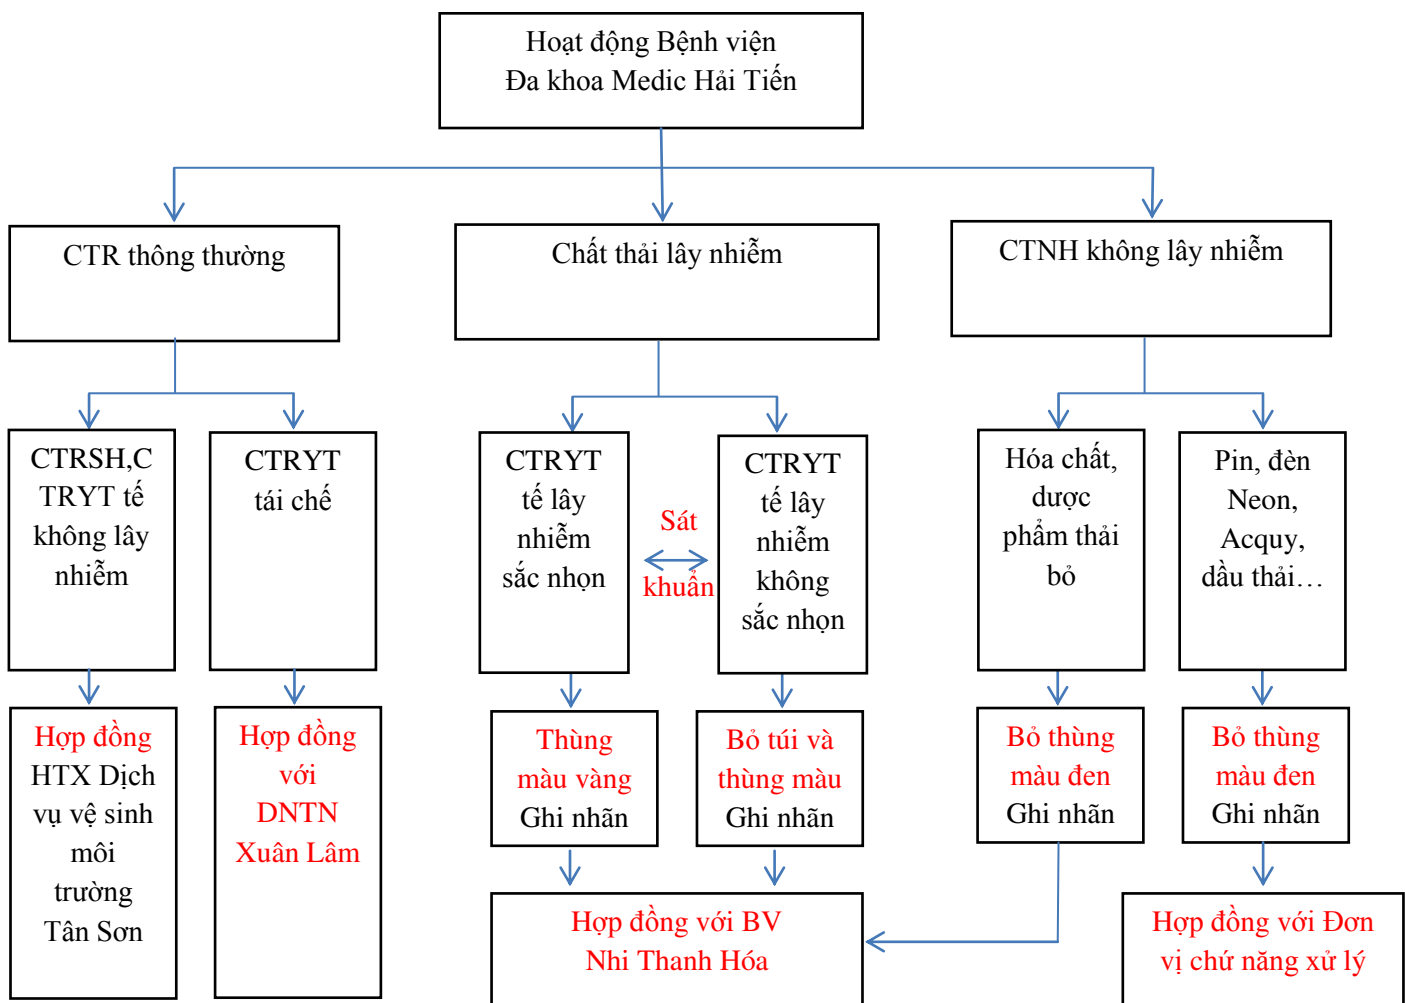 Hoạt động Bệnh viện
Đa khoa Medic Hải Tiến
CTR thông thường
Chất thải lây nhiễm
CTNH không lây nhiễm
CTRSH,C
TRYT tế
không lây
nhiễm
CTRYT
tái chế
CTRYT
tế lây
nhiễm
sắc nhọn
Sát
khuẩn
CTRYT
tế lây
nhiễm
không
sắc nhọn
Hóa chất,
dược
phẩm thải
bỏ
Pin, đèn
Neon,
Acquy,
dầu thải…
Hợp đồng
HTX Dịch
vụ vệ sinh
môi
trường
Tân Sơn
Hợp đồng
với
DNTN
Xuân Lâm
Thùng
màu vàng
Ghi nhãn
Bỏ túi và
thùng màu
Ghi nhãn
Bỏ thùng
màu đen
Ghi nhãn
Bỏ thùng
màu đen
Ghi nhãn
Hợp đồng với BV
Nhi Thanh Hóa
Hợp đồng với Đơn
vị chứ năng xử lý